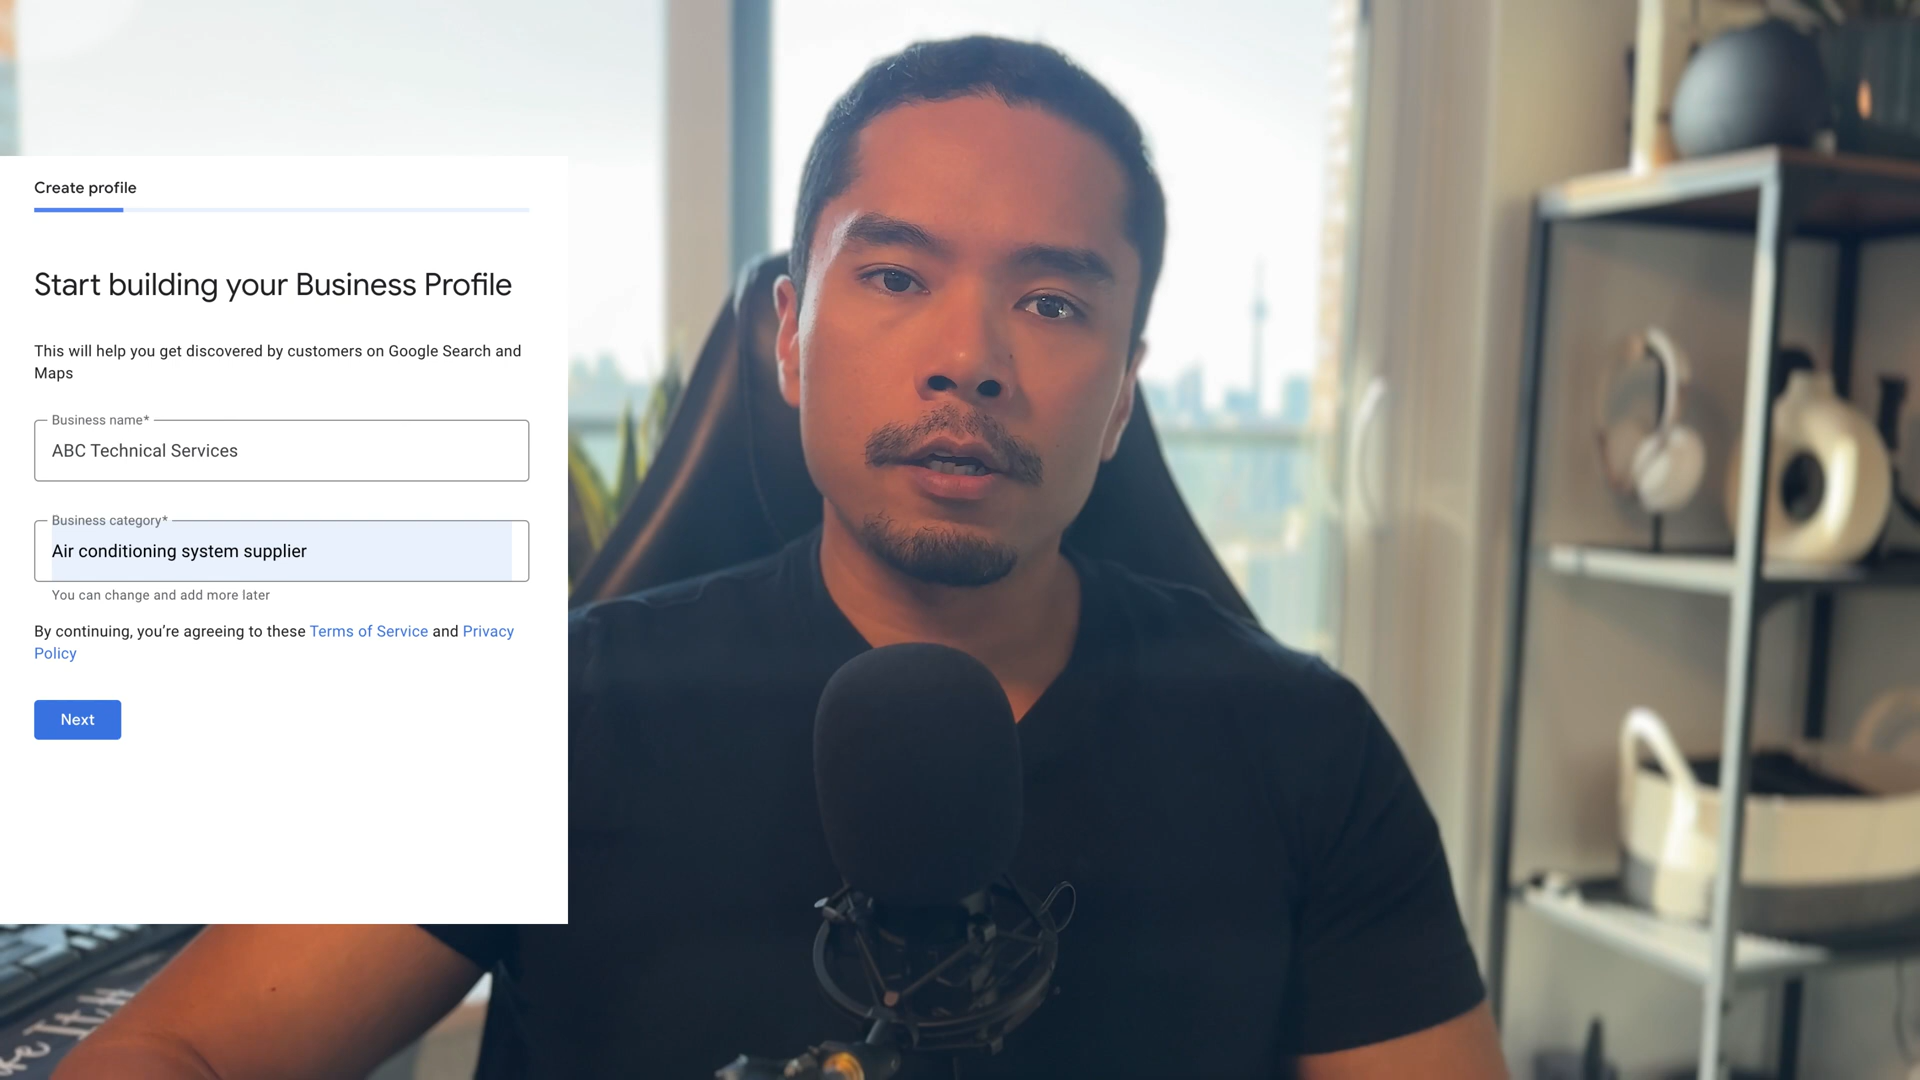 Create profile
Start building your Business Profile
This will help you get discovered by customers on Google Search and
Maps
Business name*
ABC Technical Services
Business category*
Air conditioning system supplier
You can change and add more later
By continuing, you're agreeing to these Terms of Service and Privacy
Policy
Next